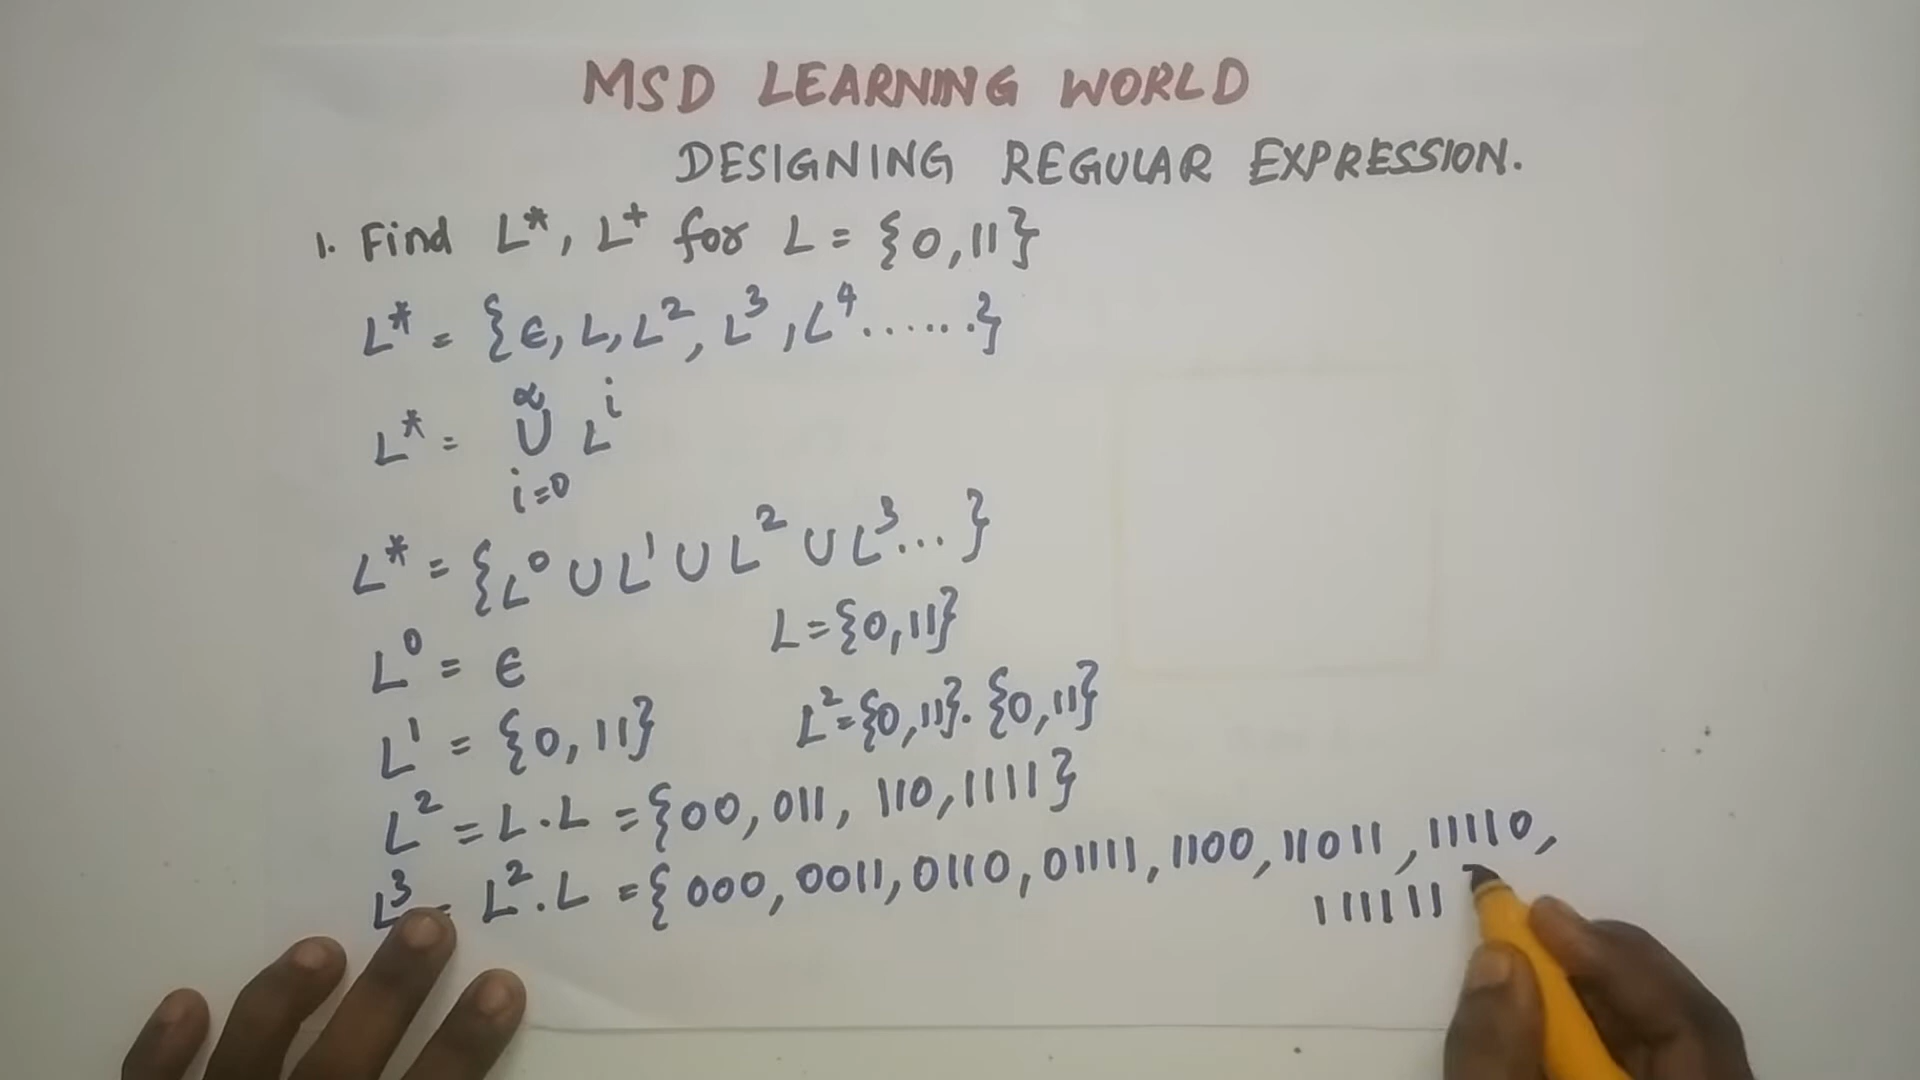 MSD LEARNING WORLD
DESIGNING REGULAR EXPRESSION.
1. Find L*, L⁺ for L = {0,11}
L* = {ϵ, L, L², L³, L⁴ ......}
L* = ∞ ∪ i=0 Lⁱ
L* = {L⁰ ∪ L¹ ∪ L² ∪ L³... }
L⁰ = ϵ
L={0,11}
L¹ = {0,11}
L²={0,11}.{0,11}
L² = L.L = {00,011, 110,1111}
L³ = L².L = { 000, 0011, 0110, 01111, 1100, 11011, 11110,
111111